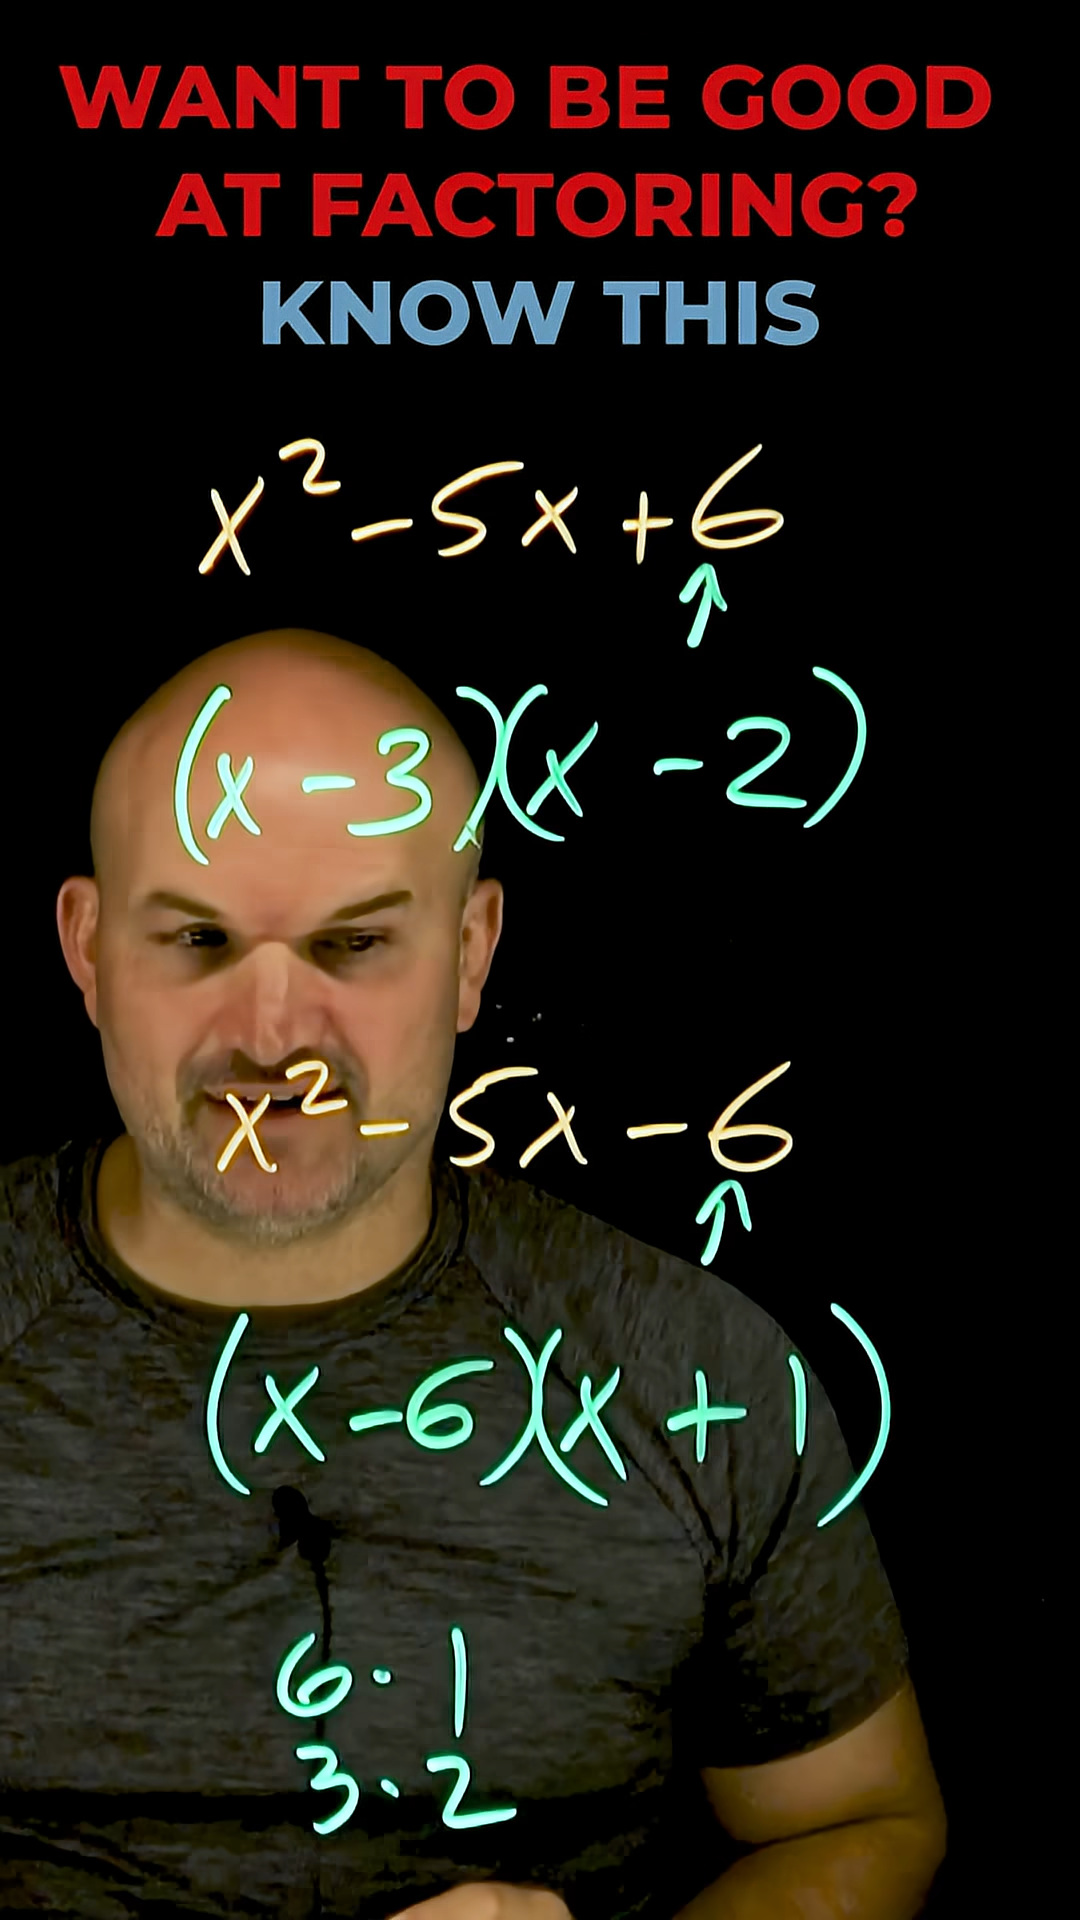 WANT TO BE GOOD
AT FACTORING?
KNOW THIS
x² - 5x + 6
↑
(x - 3)(x - 2)
x² - 5x - 6
↑
(x - 6)(x + 1)
6 · 1
3 · 2